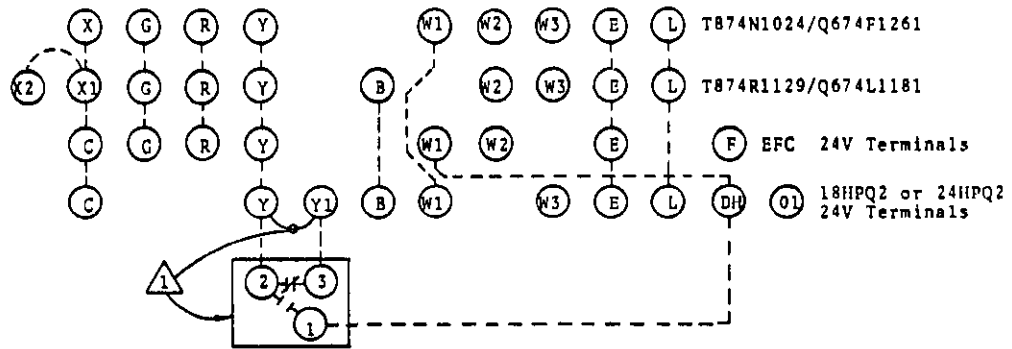 X G R Y W1 W2 W3 E L T874N1024/Q674F1261
X2 X1 G R Y B W2 W3 E L T874R1129/Q674L1181
C G R Y W1 W2 E F EFC 24V Terminals
C Y Y1 B W1 W3 E L DH O1 18HPQ2 or 24HPQ2
24V Terminals
1 2 3
1